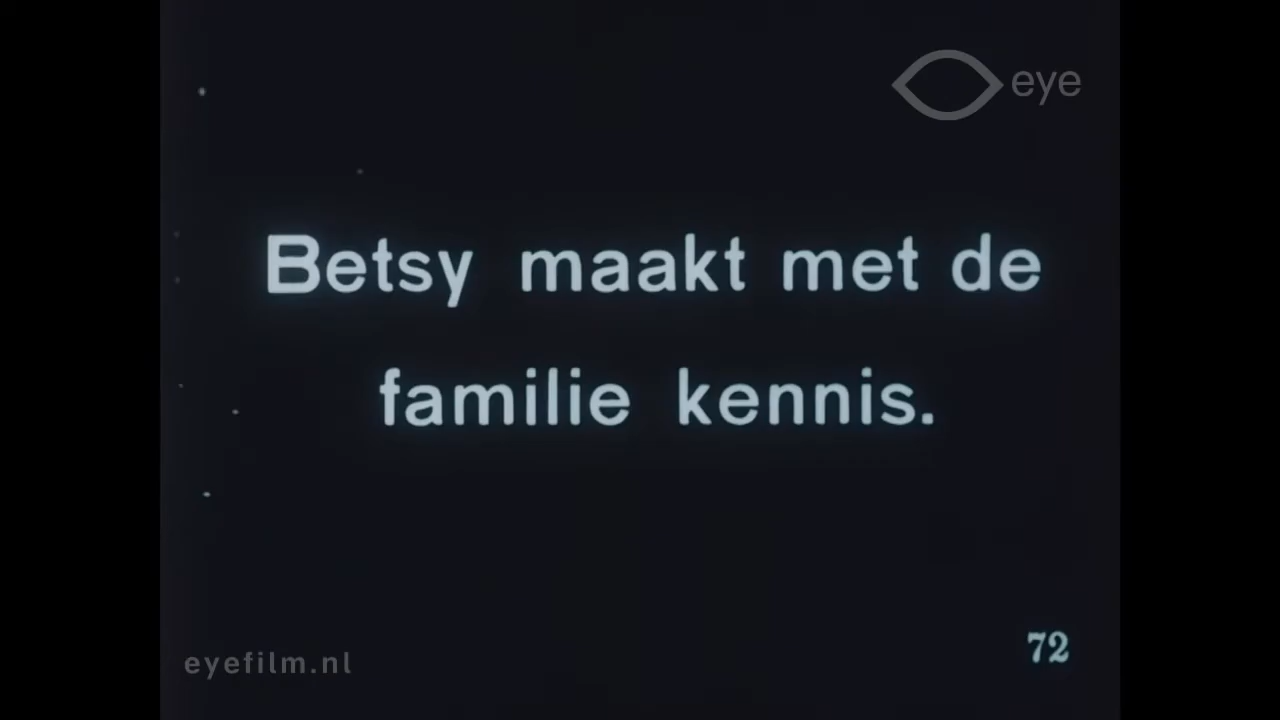 eye
Betsy maakt met de
familie kennis.
72
eyefilm.nl